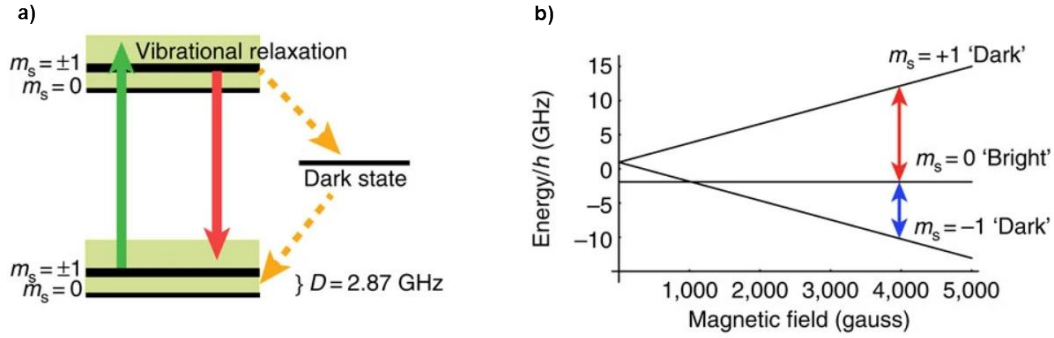 a)
Vibrational relaxation
mₛ = ±1
mₛ = 0
Dark state
mₛ = ±1
mₛ = 0
} D = 2.87 GHz
b)
Energy/h (GHz)
15
10
5
0
−5
−10
mₛ = +1 ‘Dark’
mₛ = 0 ‘Bright’
mₛ = −1 ‘Dark’
1,000 2,000 3,000 4,000 5,000
Magnetic field (gauss)